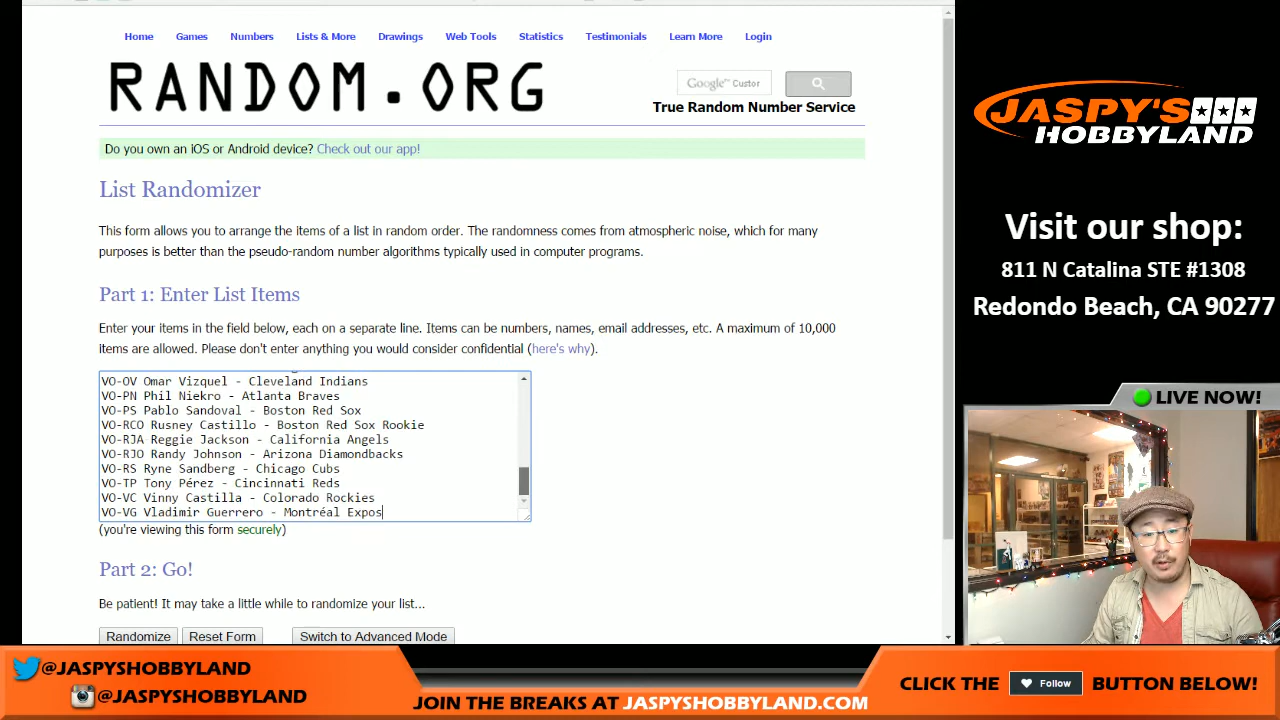 Home Games Numbers Lists & More Drawings Web Tools Statistics Testimonials Learn More Login
RANDOM.ORG
Google™ Custor
True Random Number Service
Do you own an iOS or Android device? Check out our app!
List Randomizer
This form allows you to arrange the items of a list in random order. The randomness comes from atmospheric noise, which for many
purposes is better than the pseudo-random number algorithms typically used in computer programs.
Part 1: Enter List Items
Enter your items in the field below, each on a separate line. Items can be numbers, names, email addresses, etc. A maximum of 10,000
items are allowed. Please don't enter anything you would consider confidential (here's why).
VO-OV Omar Vizquel - Cleveland Indians
VO-PN Phil Niekro - Atlanta Braves
VO-PS Pablo Sandoval - Boston Red Sox
VO-RCO Rusney Castillo - Boston Red Sox Rookie
VO-RJA Reggie Jackson - California Angels
VO-RJO Randy Johnson - Arizona Diamondbacks
VO-RS Ryne Sandberg - Chicago Cubs
VO-TP Tony Pérez - Cincinnati Reds
VO-VC Vinny Castilla - Colorado Rockies
VO-VG Vladimir Guerrero - Montréal Expos
(you're viewing this form securely)
Part 2: Go!
Be patient! It may take a little while to randomize your list...
Randomize Reset Form Switch to Advanced Mode
JASPY'S
HOBBYLAND
Visit our shop:
811 N Catalina STE #1308
Redondo Beach, CA 90277
LIVE NOW!
@JASPYSHOBBYLAND
@JASPYSHOBBYLAND
JOIN THE BREAKS AT JASPYSHOBBYLAND.COM
CLICK THE Follow BUTTON BELOW!